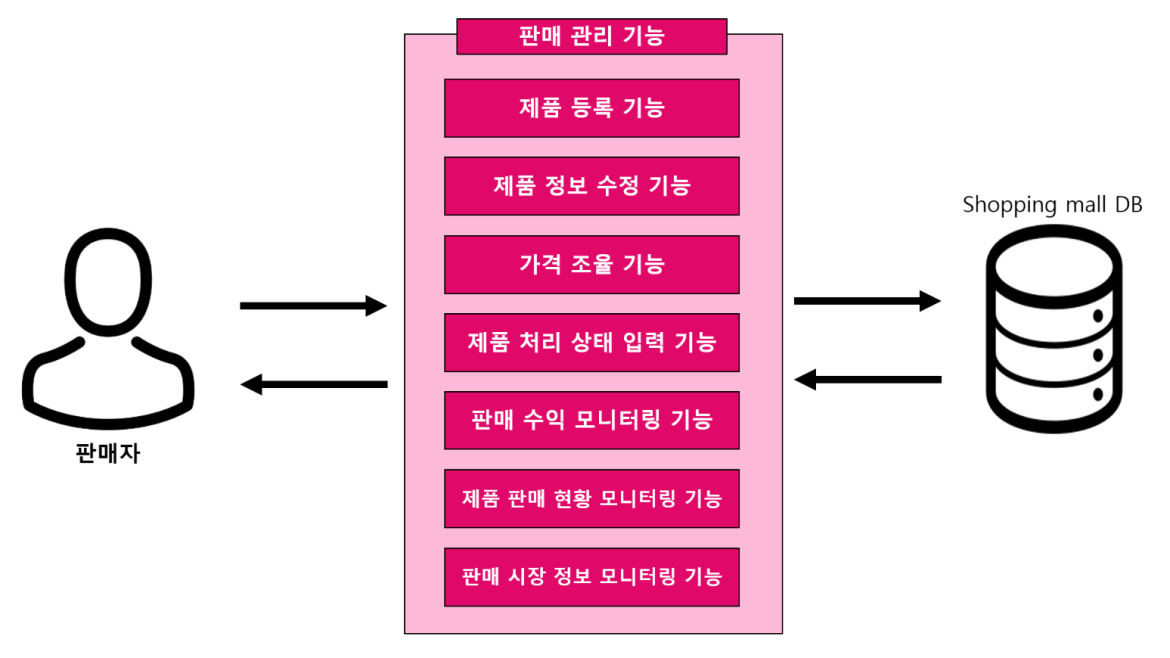 판매 관리 기능
제품 등록 기능
제품 정보 수정 기능
가격 조율 기능
제품 처리 상태 입력 기능
판매 수익 모니터링 기능
제품 판매 현황 모니터링 기능
판매 시장 정보 모니터링 기능
판매자
Shopping mall DB